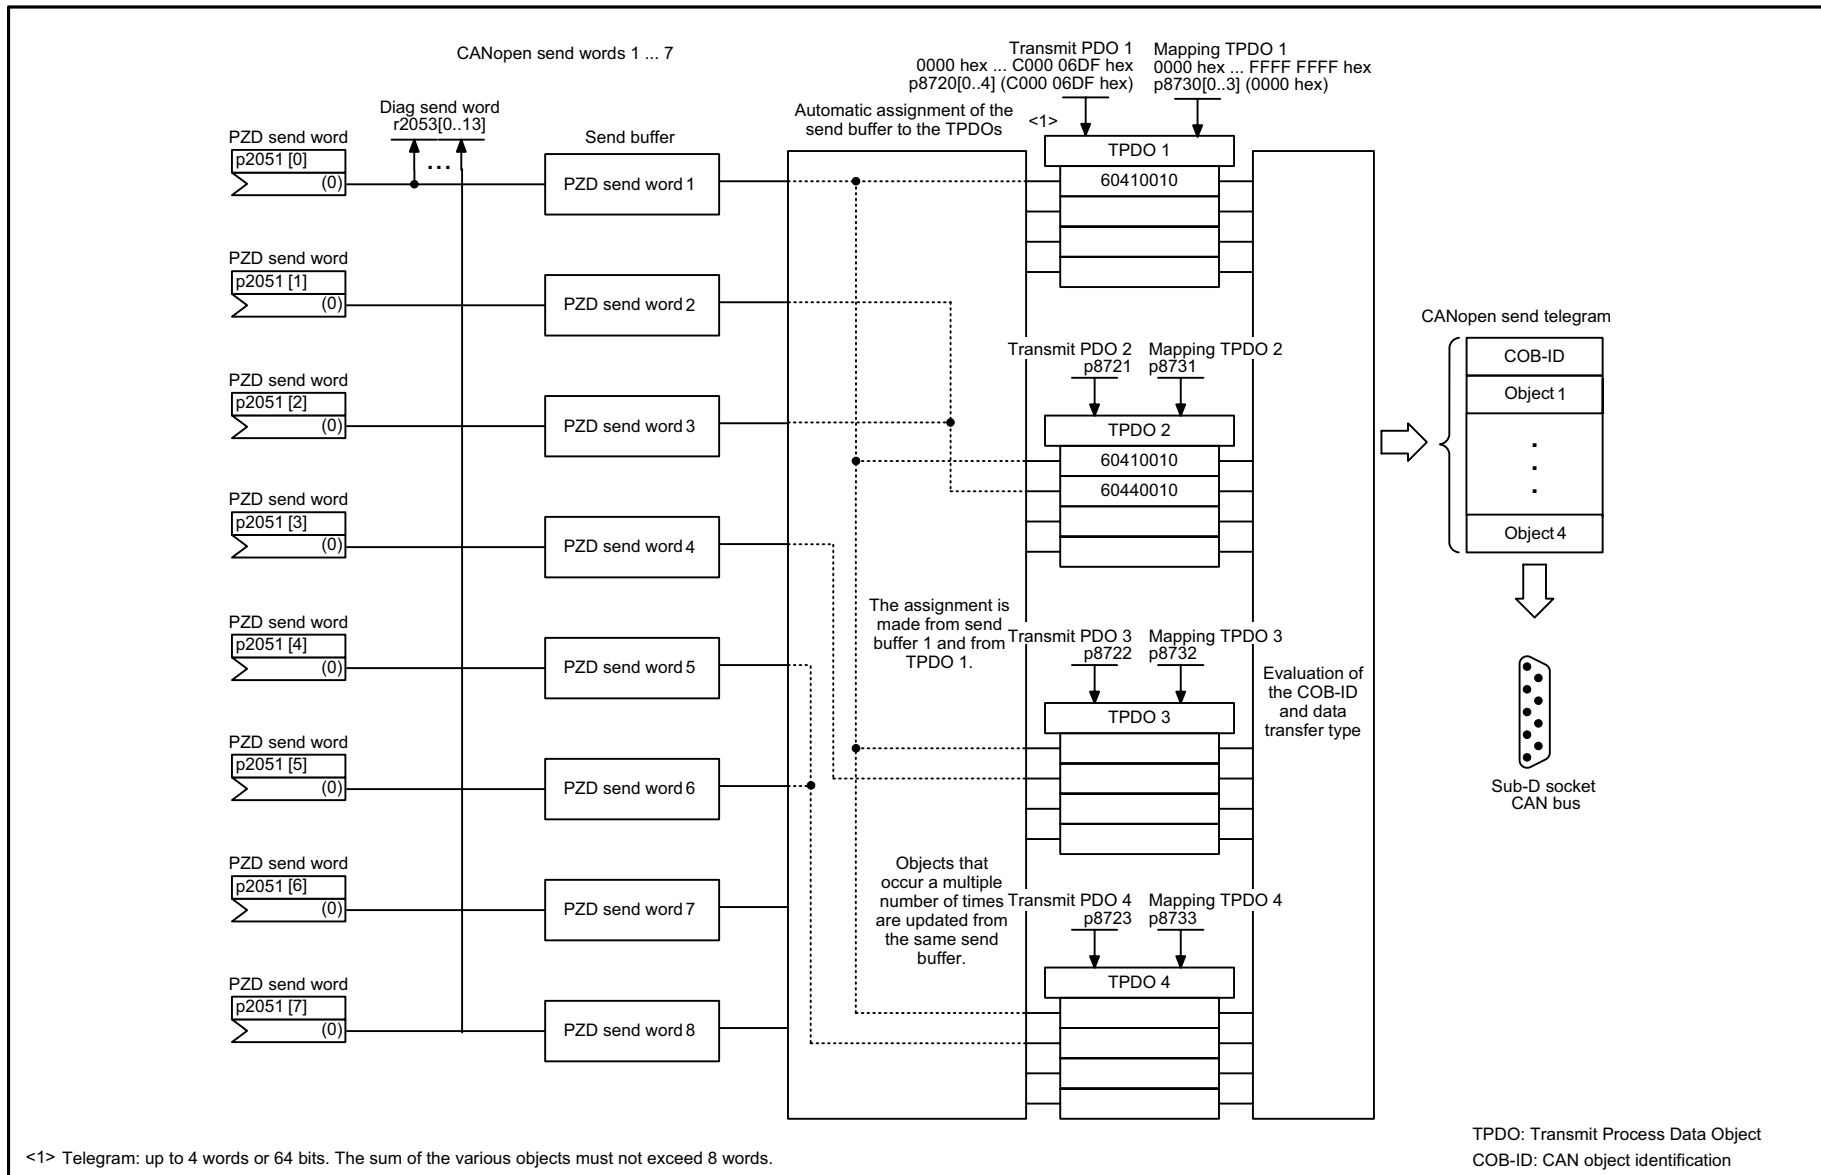 CANopen send words 1 ... 7
Transmit PDO 1
0000 hex ... C000 06DF hex
p8720[0..4] (C000 06DF hex)
Mapping TPDO 1
0000 hex ... FFFF FFFF hex
p8730[0..3] (0000 hex)
Diag send word
r2053[0..13]
...
Send buffer
Automatic assignment of the
send buffer to the TPDOs
<1>
PZD send word
p2051 [0]
(0)
PZD send word 1
TPDO 1
60410010
PZD send word
p2051 [1]
(0)
PZD send word 2
PZD send word
p2051 [2]
(0)
PZD send word 3
Transmit PDO 2
p8721
Mapping TPDO 2
p8731
TPDO 2
60410010
60440010
PZD send word
p2051 [3]
(0)
PZD send word 4
The assignment is
made from send
buffer 1 and from
TPDO 1.
PZD send word
p2051 [4]
(0)
PZD send word 5
Transmit PDO 3
p8722
Mapping TPDO 3
p8732
TPDO 3
PZD send word
p2051 [5]
(0)
PZD send word 6
PZD send word
p2051 [6]
(0)
PZD send word 7
Objects that
occur a multiple
number of times
are updated from
the same send
buffer.
Transmit PDO 4
p8723
Mapping TPDO 4
p8733
TPDO 4
PZD send word
p2051 [7]
(0)
PZD send word 8
Evaluation of
the COB-ID
and data
transfer type
CANopen send telegram
COB-ID
Object 1
.
.
.
Object 4
Sub-D socket
CAN bus
<1> Telegram: up to 4 words or 64 bits. The sum of the various objects must not exceed 8 words.
TPDO: Transmit Process Data Object
COB-ID: CAN object identification